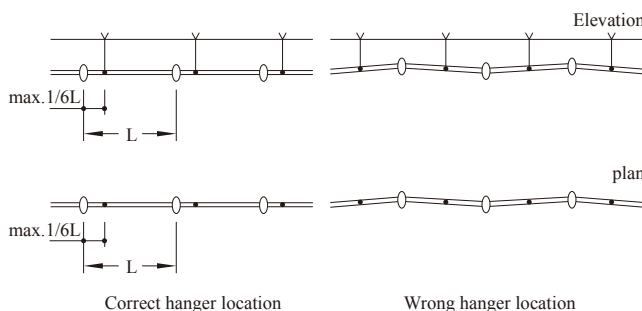 Elevation
max.1/6L
L
plan
max.1/6L
L
Correct hanger location
Wrong hanger location